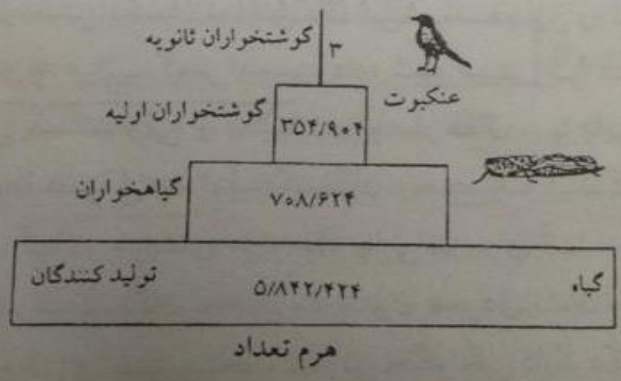 گوشتخواران ثانویه ۳
گوشتخواران اولیه ۳۵۴/۹۰۴ عنکبوت
گیاهخواران ۷۰۸/۶۲۴
تولید کنندگان ۵/۸۴۲/۴۲۴ گیاه
هرم تعداد